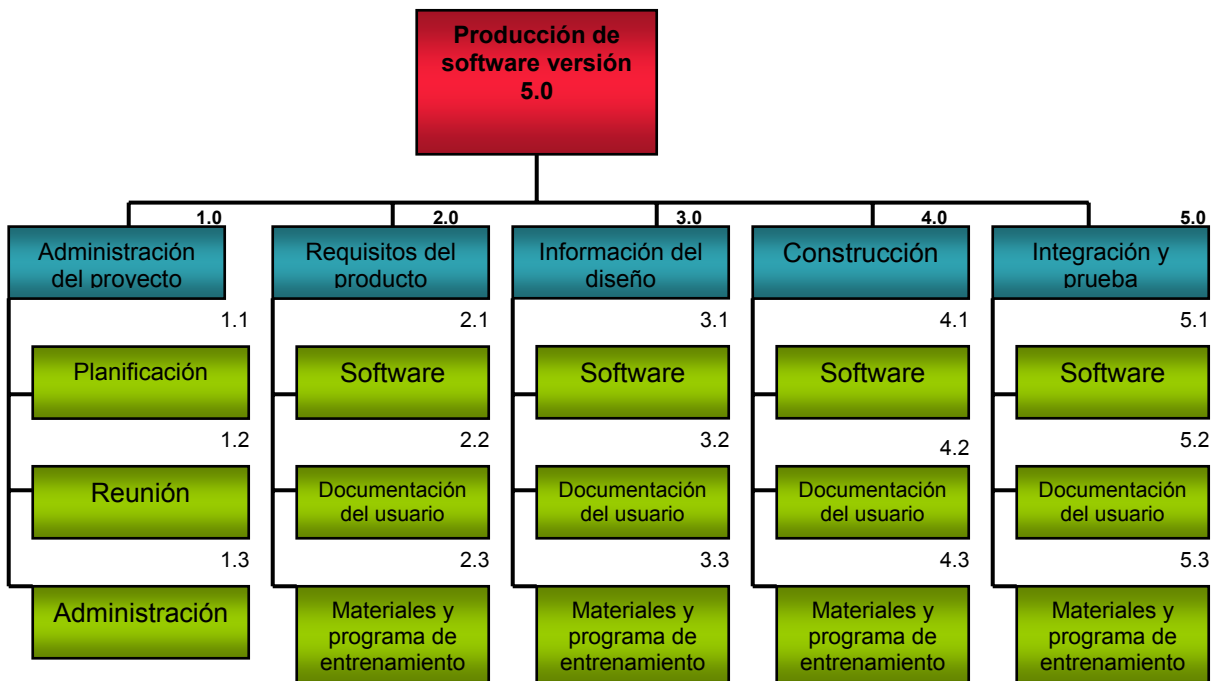 Producción de
software versión
5.0
1.0
2.0
3.0
4.0
5.0
Administración
del proyecto
Requisitos del
producto
Información del
diseño
Construcción
Integración y
prueba
1.1
2.1
3.1
4.1
5.1
Planificación
Software
Software
Software
Software
1.2
2.2
3.2
4.2
5.2
Reunión
Documentación
del usuario
Documentación
del usuario
Documentación
del usuario
Documentación
del usuario
1.3
2.3
3.3
4.3
5.3
Administración
Materiales y
programa de
entrenamiento
Materiales y
programa de
entrenamiento
Materiales y
programa de
entrenamiento
Materiales y
programa de
entrenamiento